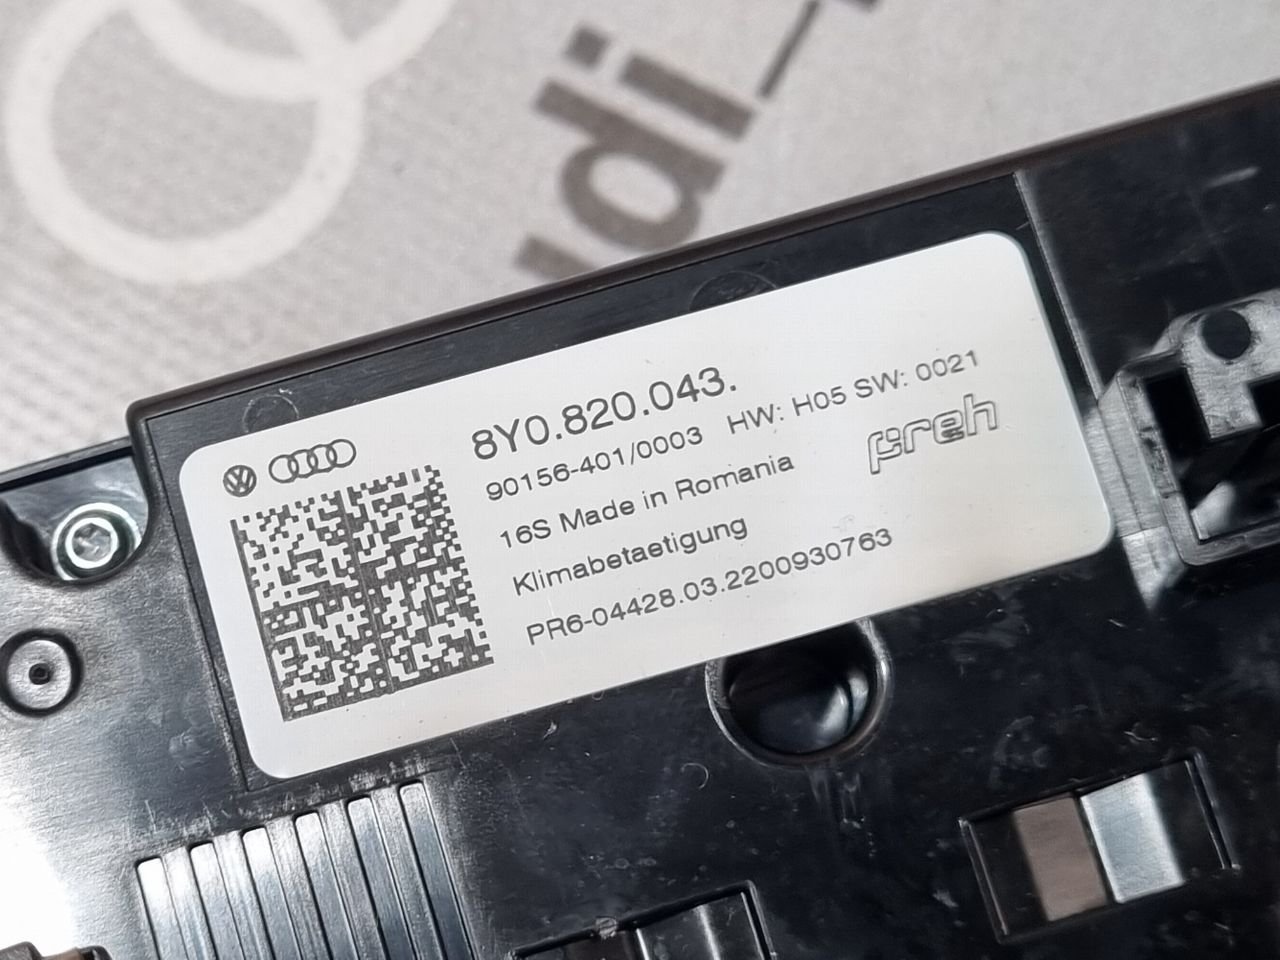 di_
8Y0.820.043.
90156-401/0003 HW: H05 SW: 0021
16S Made in Romania
preh
Klimabetaetigung
PR6-04428.03.2200930763